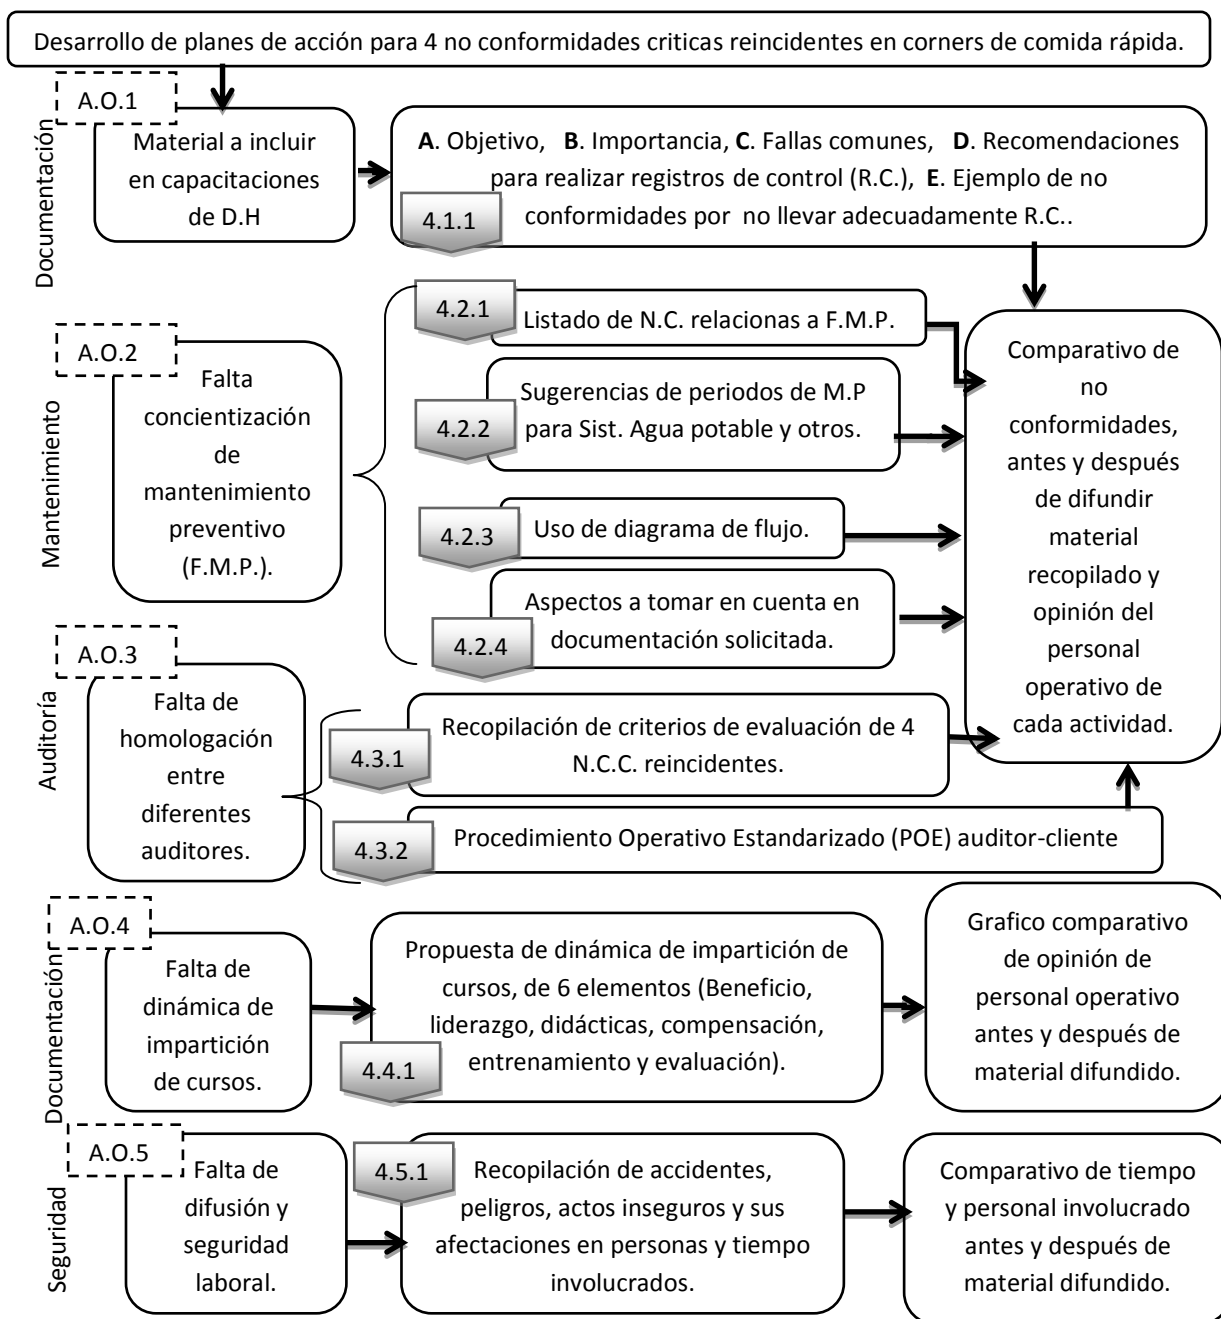 Desarrollo de planes de acción para 4 no conformidades criticas reincidentes en corners de comida rápida.
Documentación
A.O.1
Material a incluir
en capacitaciones
de D.H
A. Objetivo, B. Importancia, C. Fallas comunes, D. Recomendaciones
para realizar registros de control (R.C.), E. Ejemplo de no
conformidades por no llevar adecuadamente R.C..
4.1.1
Mantenimiento
A.O.2
Falta
concientización
de
mantenimiento
preventivo
(F.M.P.).
4.2.1
Listado de N.C. relacionas a F.M.P.
4.2.2
Sugerencias de periodos de M.P
para Sist. Agua potable y otros.
4.2.3
Uso de diagrama de flujo.
4.2.4
Aspectos a tomar en cuenta en
documentación solicitada.
Comparativo de
no
conformidades,
antes y después
de difundir
material
recopilado y
opinión del
personal
operativo de
cada actividad.
Auditoría
A.O.3
Falta de
homologación
entre
diferentes
auditores.
4.3.1
Recopilación de criterios de evaluación de 4
N.C.C. reincidentes.
4.3.2
Procedimiento Operativo Estandarizado (POE) auditor-cliente
Documentación
A.O.4
Falta de
dinámica de
impartición
de cursos.
Propuesta de dinámica de impartición de
cursos, de 6 elementos (Beneficio,
liderazgo, didácticas, compensación,
entrenamiento y evaluación).
4.4.1
Grafico comparativo
de opinión de
personal operativo
antes y después de
material difundido.
Seguridad
A.O.5
Falta de
difusión y
seguridad
laboral.
4.5.1
Recopilación de accidentes,
peligros, actos inseguros y sus
afectaciones en personas y tiempo
involucrados.
Comparativo de tiempo
y personal involucrado
antes y después de
material difundido.